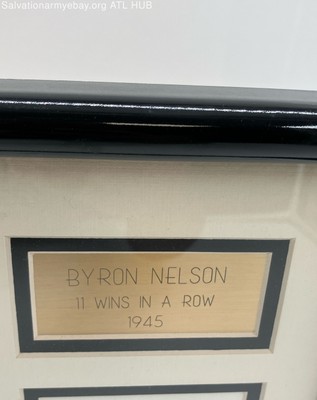 Salvationarmyebay.org ATL HUB
BYRON NELSON
11 WINS IN A ROW
1945